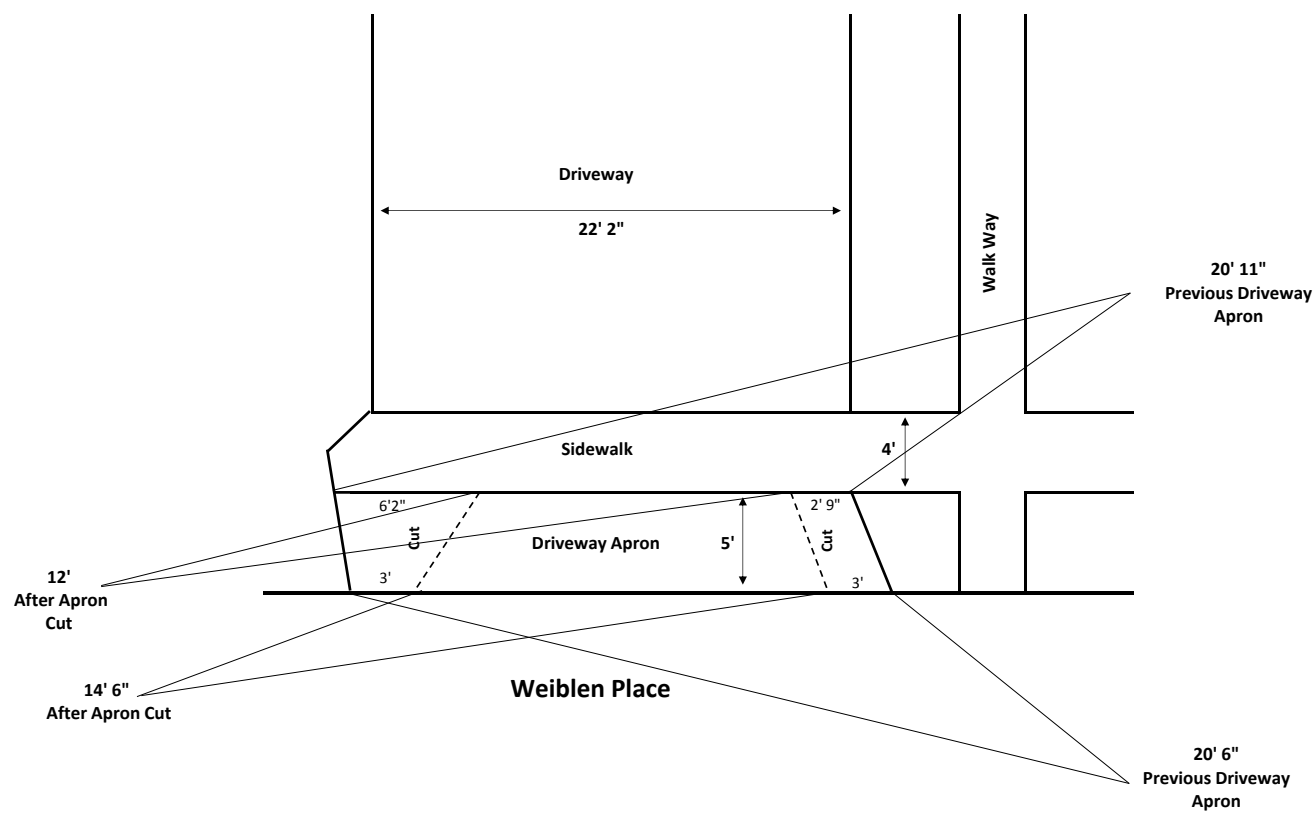 Driveway
22' 2"
Walk Way
20' 11"
Previous Driveway
Apron
Sidewalk
4'
6'2"
2' 9"
Cut
Driveway Apron
5'
Cut
3'
3'
12'
After Apron
Cut
14' 6"
After Apron Cut
Weiblen Place
20' 6"
Previous Driveway
Apron